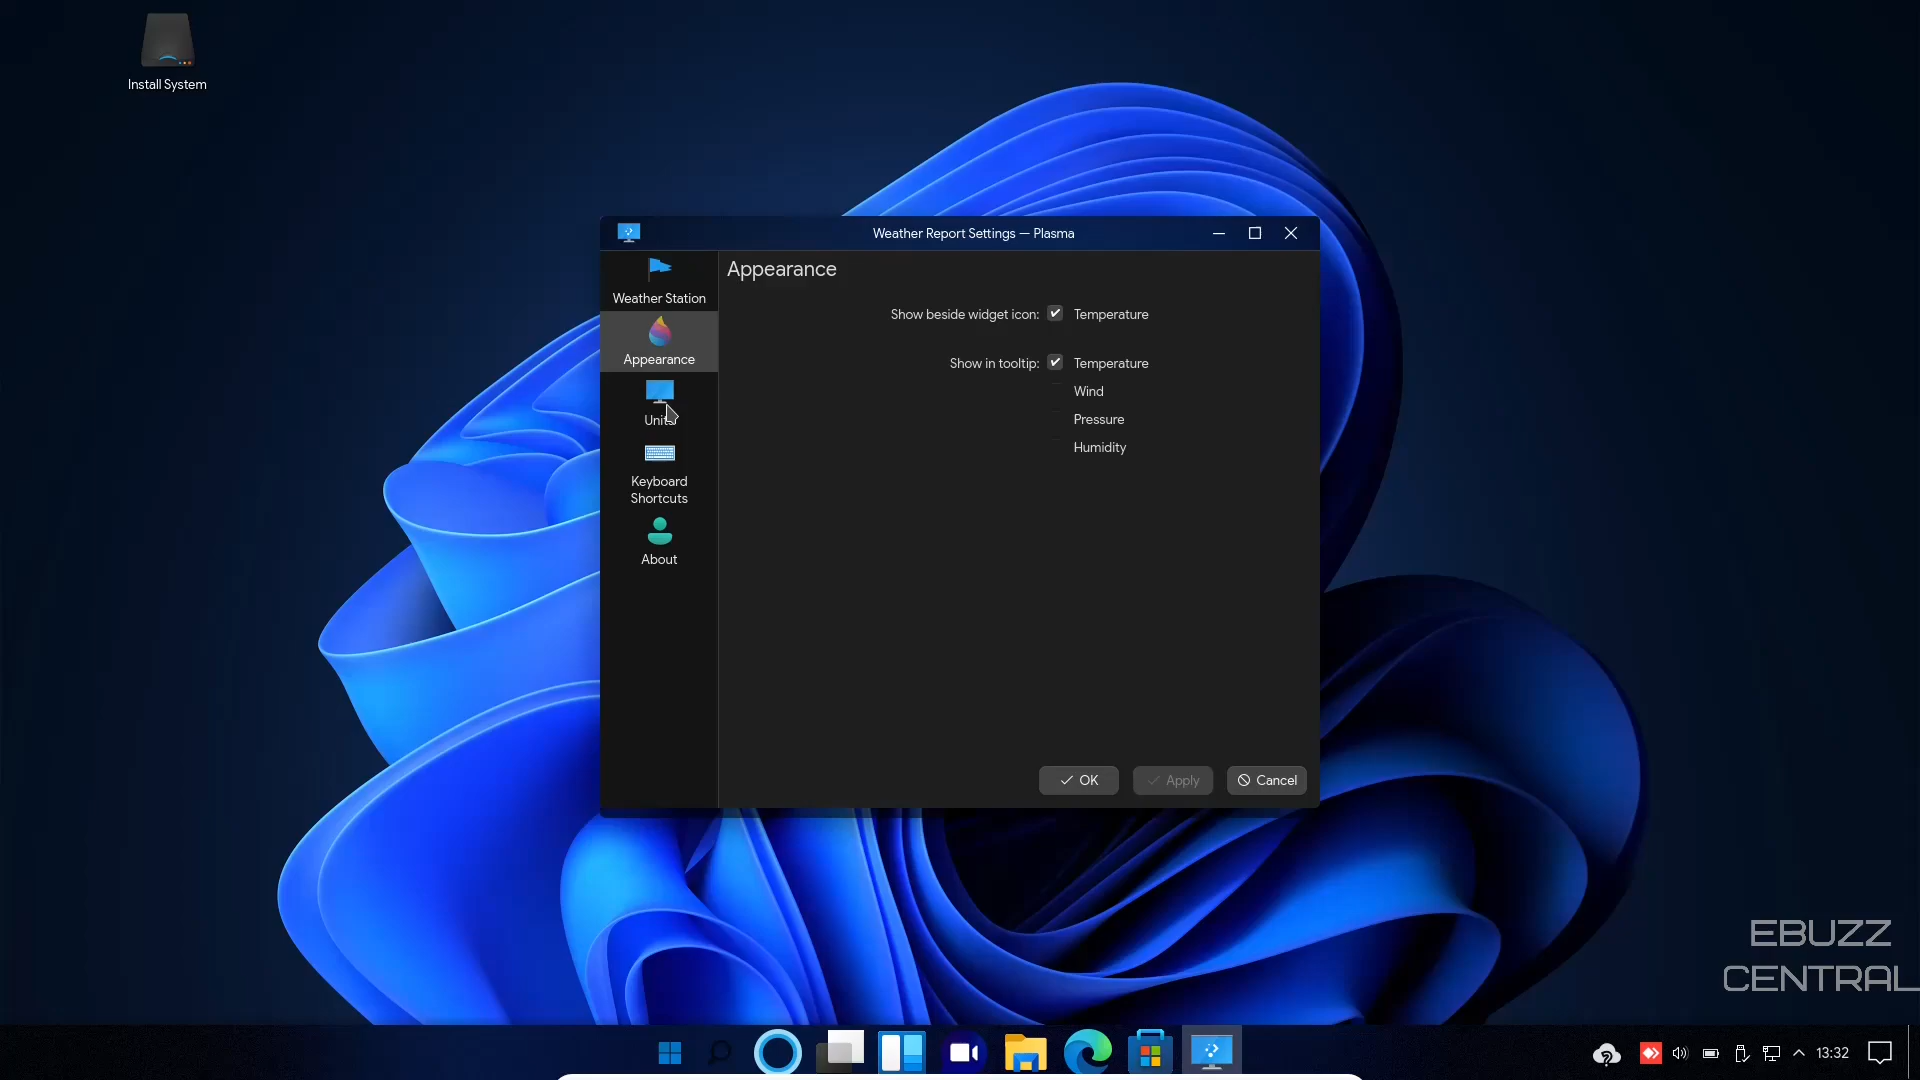 Install System
Weather Report Settings — Plasma
Weather Station
Appearance
Units
Keyboard
Shortcuts
About
Appearance
Show beside widget icon: Temperature
Show in tooltip: Temperature
Wind
Pressure
Humidity
OK
Apply
Cancel
EBUZZ
CENTRAL
13:32